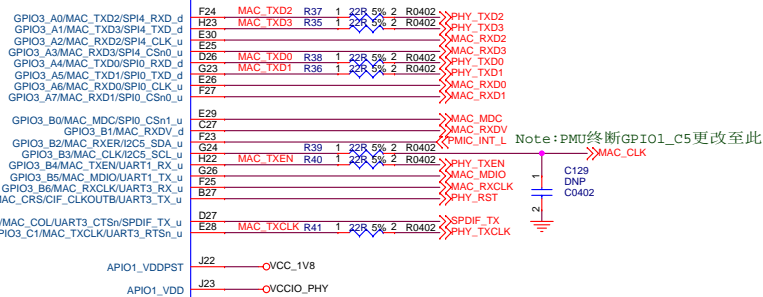 GPIO3_A0/MAC_TXD2/SPI4_RXD_d F24 MAC_TXD2 R37 1 22R 5% 2 R0402 PHY_TXD2
GPIO3_A1/MAC_TXD3/SPI4_TXD_d H23 MAC_TXD3 R35 1 22R 5% 2 R0402 PHY_TXD3
GPIO3_A2/MAC_RXD2/SPI4_CLK_u E30 MAC_RXD2
GPIO3_A3/MAC_RXD3/SPI4_CSn0_u E25 MAC_RXD3
GPIO3_A4/MAC_TXD0/SPI0_RXD_d D26 MAC_TXD0 R38 1 22R 5% 2 R0402 PHY_TXD0
GPIO3_A5/MAC_TXD1/SPI0_TXD_d G23 MAC_TXD1 R36 1 22R 5% 2 R0402 PHY_TXD1
GPIO3_A6/MAC_RXD0/SPI0_CLK_u E26 MAC_RXD0
GPIO3_A7/MAC_RXD1/SPI0_CSn0_u F27 MAC_RXD1
GPIO3_B0/MAC_MDC/SPI0_CSn1_u E29 MAC_MDC
GPIO3_B1/MAC_RXDV_d C27 MAC_RXDV
GPIO3_B2/MAC_RXER/I2C5_SDA_u F23 PMIC_INT_L Note:PMU终断GPIO1_C5更改至此
GPIO3_B3/MAC_CLK/I2C5_SCL_u G24 R39 1 22R 5% 2 R0402 MAC_CLK
GPIO3_B4/MAC_TXEN/UART1_RX_u H22 MAC_TXEN R40 1 22R 5% 2 R0402 PHY_TXEN
GPIO3_B5/MAC_MDIO/UART1_TX_u G26 MAC_MDIO
GPIO3_B6/MAC_RXCLK/UART3_RX_u F25 MAC_RXCLK
MAC_CRS/CIF_CLKOUTB/UART3_TX_u B27 PHY_RST
1 C129
DNP
2 C0402
/MAC_COL/UART3_CTSn/SPDIF_TX_u D27 SPDIF_TX
PIO3_C1/MAC_TXCLK/UART3_RTSn_u E28 MAC_TXCLK R41 1 22R 5% 2 R0402 PHY_TXCLK
APIO1_VDDPST J22 VCC_1V8
APIO1_VDD J23 VCCIO_PHY